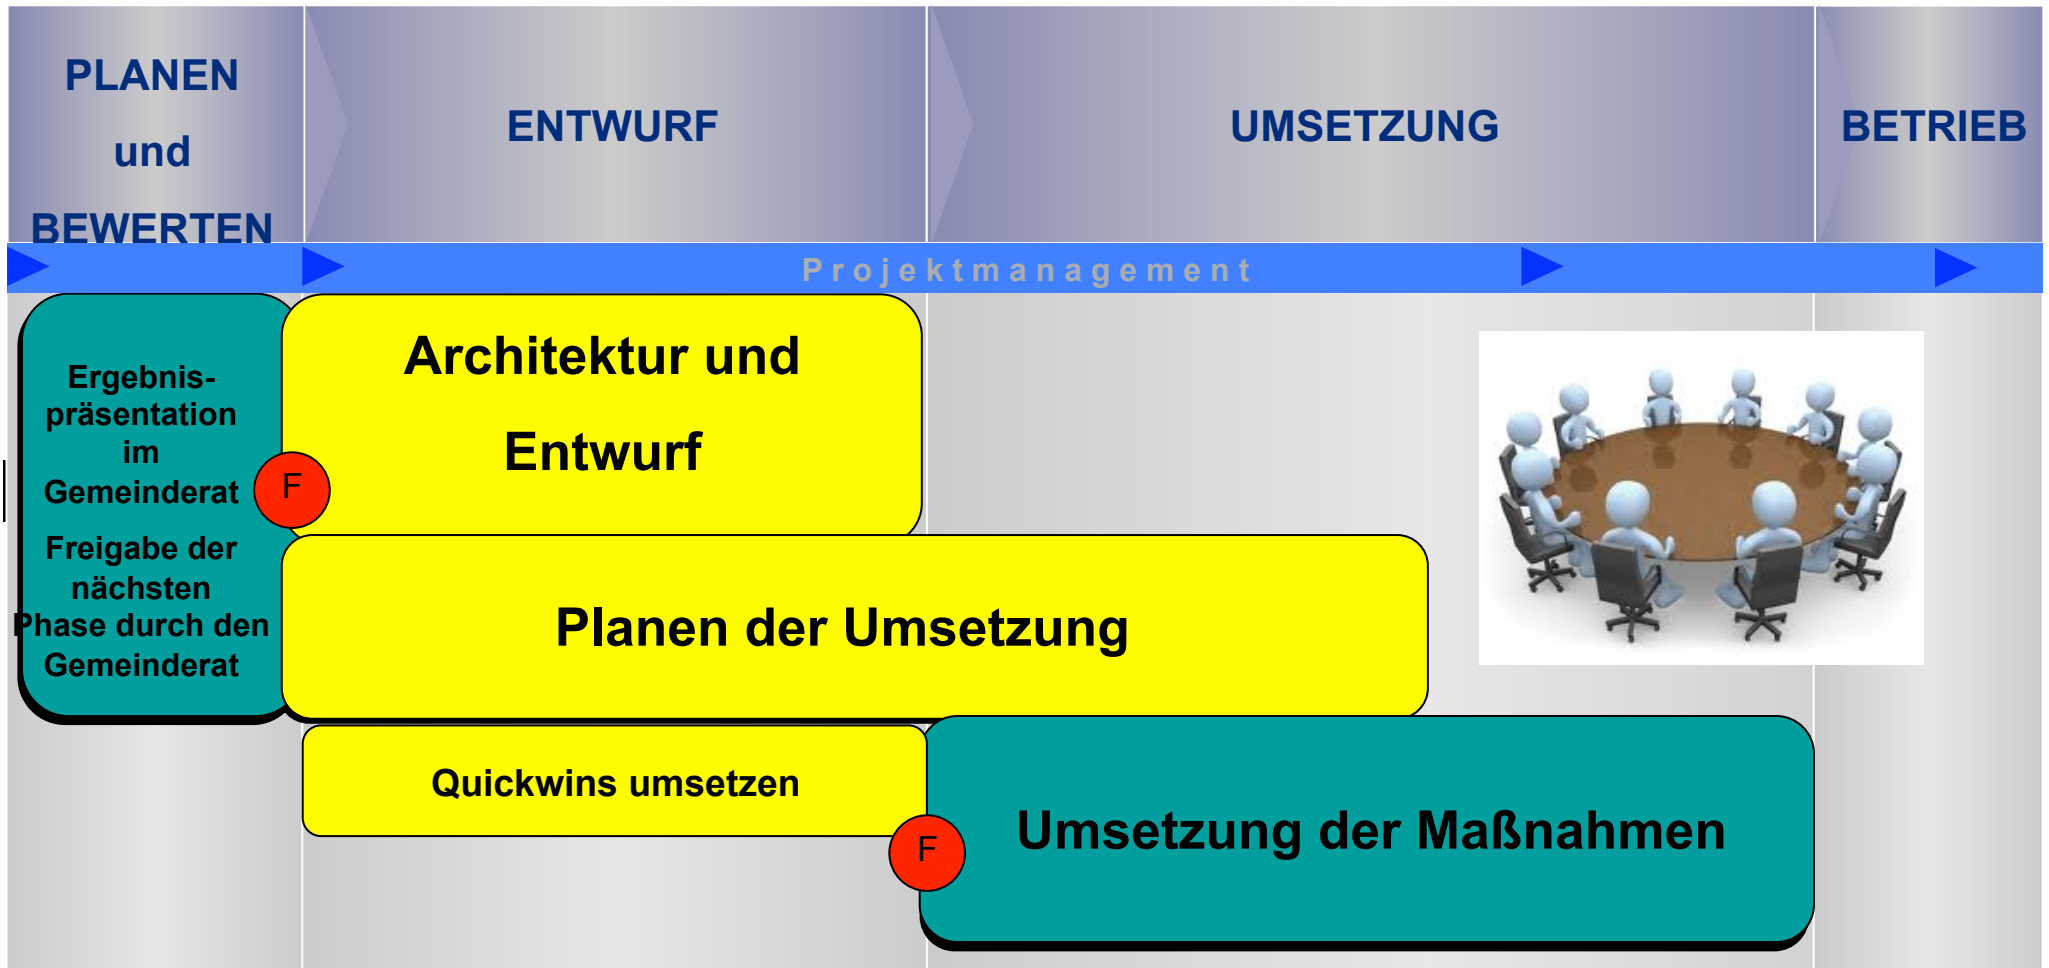 PLANEN
und
BEWERTEN
ENTWURF
UMSETZUNG
BETRIEB
Projektmanagement
Ergebnis-
präsentation
im
Gemeinderat
Freigabe der
nächsten
Phase durch den
Gemeinderat
F
Architektur und
Entwurf
Planen der Umsetzung
Quickwins umsetzen
F
Umsetzung der Maßnahmen